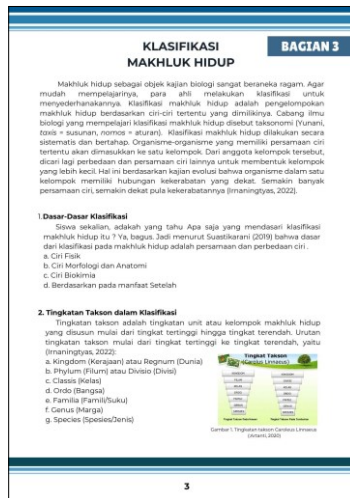 KLASIFIKASI
MAKHLUK HIDUP
BAGIAN 3
Makhluk hidup sebagai objek kajian biologi sangat beraneka ragam. Agar
mudah mempelajarinya, para ahli melakukan klasifikasi untuk
menyederhanakannya. Klasifikasi makhluk hidup adalah pengelompokan
makhluk hidup berdasarkan ciri-ciri tertentu yang dimilikinya. Cabang ilmu
biologi yang mempelajari klasifikasi makhluk hidup disebut taksonomi (Yunani,
taxis = susunan, nomos = aturan). Klasifikasi makhluk hidup dilakukan secara
sistematis dan bertahap. Organisme-organisme yang memiliki persamaan ciri
tertentu akan dimasukkan ke satu kelompok. Dari anggota kelompok tersebut,
dicari lagi perbedaan dan persamaan ciri lainnya untuk membentuk kelompok
yang lebih kecil. Hal ini berdasarkan kajian evolusi bahwa organisme dalam satu
kelompok memiliki hubungan kekerabatan yang dekat. Semakin banyak
persamaan ciri, semakin dekat pula kekerabatannya (Irnaningtyas, 2022).
1. Dasar-Dasar Klasifikasi
Siswa sekalian, adakah yang tahu Apa saja yang mendasari klasifikasi
makhluk hidup itu ? Ya, bagus. Jadi menurut Suastikarani (2019) bahwa dasar
dari klasifikasi pada makhluk hidup adalah persamaan dan perbedaan ciri .
a. Ciri Fisik
b. Ciri Morfologi dan Anatomi
c. Ciri Biokimia
d. Berdasarkan pada manfaat Setelah
2. Tingkatan Takson dalam Klasifikasi
Tingkatan takson adalah tingkatan unit atau kelompok makhluk hidup
yang disusun mulai dari tingkat tertinggi hingga tingkat terendah. Urutan
tingkatan takson mulai dari tingkat tertinggi ke tingkat terendah, yaitu
(Irnaningtyas, 2022):
a. Kingdom (Kerajaan) atau Regnum (Dunia)
b. Phylum (Filum) atau Divisio (Divisi)
c. Classis (Kelas)
d. Ordo (Bangsa)
e. Familia (Famili/Suku)
f. Genus (Marga)
g. Species (Spesies/Jenis)
Tingkat Takson
(Carolus Linnaeus)
Gambar 1. Tingkatan takson Carolous Linnaeus
3